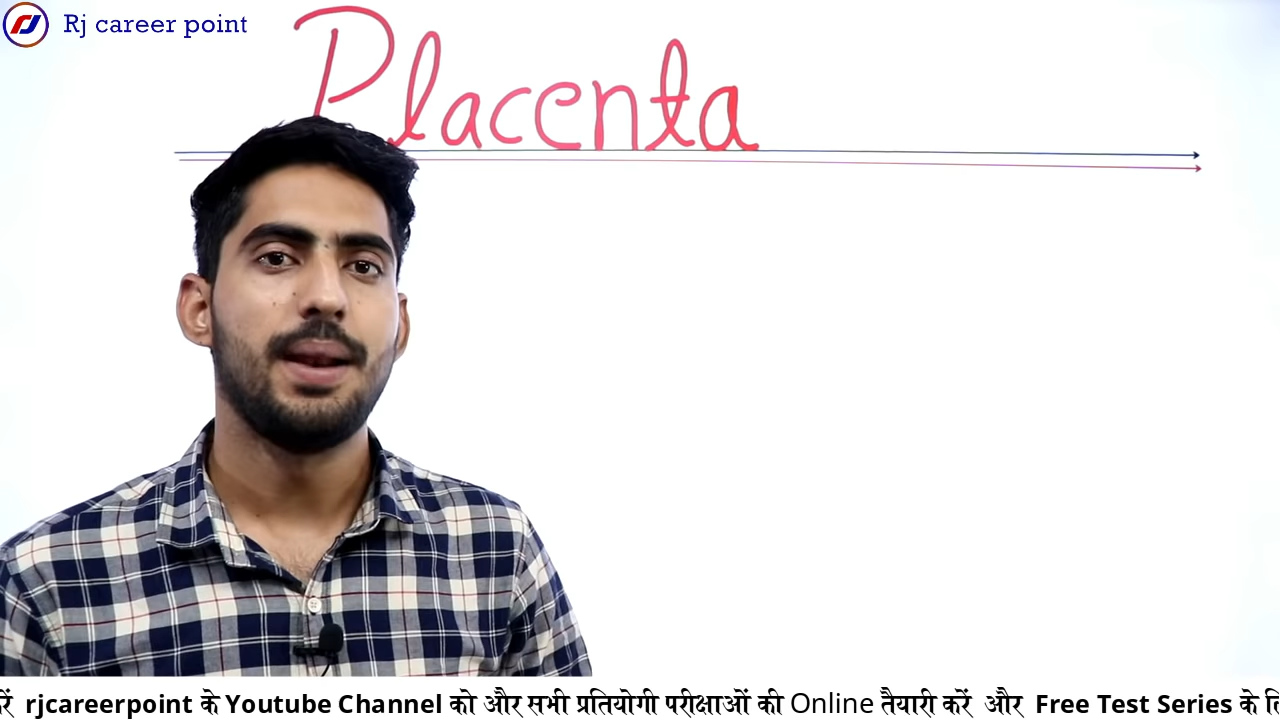 Rj career point
Placenta
rjcareerpoint के Youtube Channel को और सभी प्रतियोगी परीक्षाओं की Online तैयारी करें और Free Test Series के